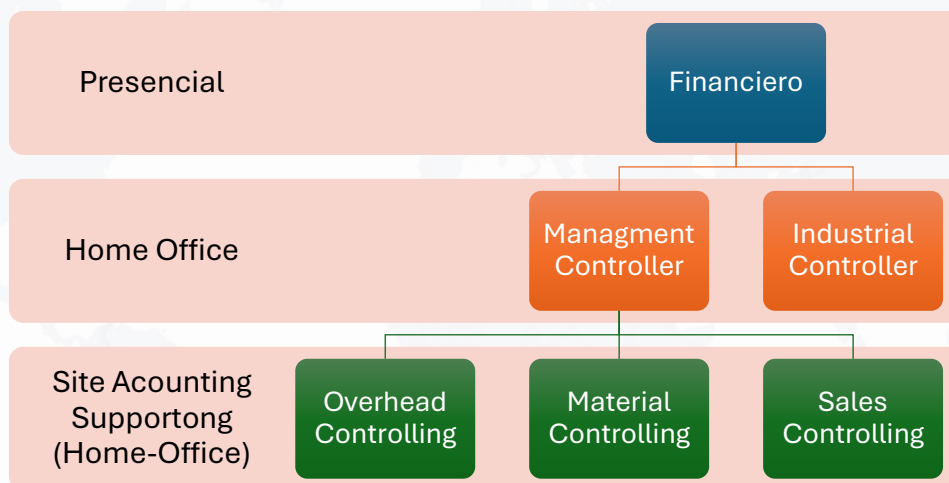 Presencial
Financiero
Home Office
Managment
Controller
Industrial
Controller
Site Acounting
Supportong
(Home-Office)
Overhead
Controlling
Material
Controlling
Sales
Controlling